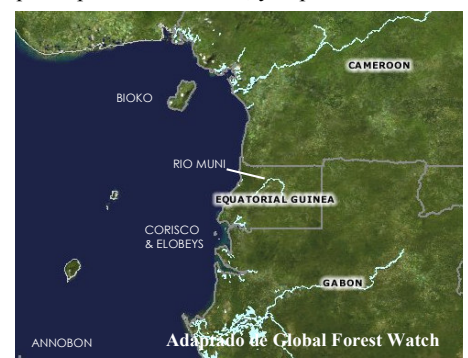 CAMEROON
BIOKO
RIO MUNI
EQUATORIAL GUINEA
CORISCO
& ELOBEYS
GABON
Adaptado de Global Forest Watch
ANNOBON